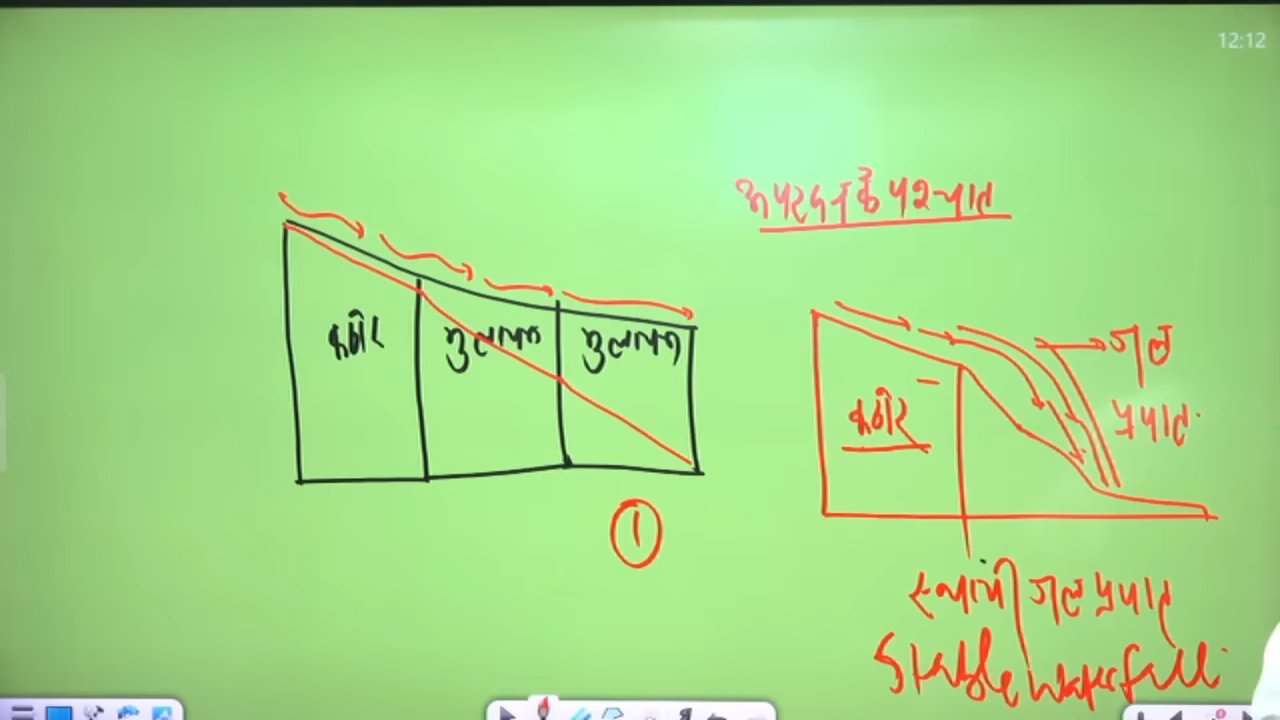 12:12
अपरदन के पश्चात
कठोर मुलायम मुलायम
1
कठोर
जल
प्रपात
स्थायी जल प्रपात
Stable Waterfall